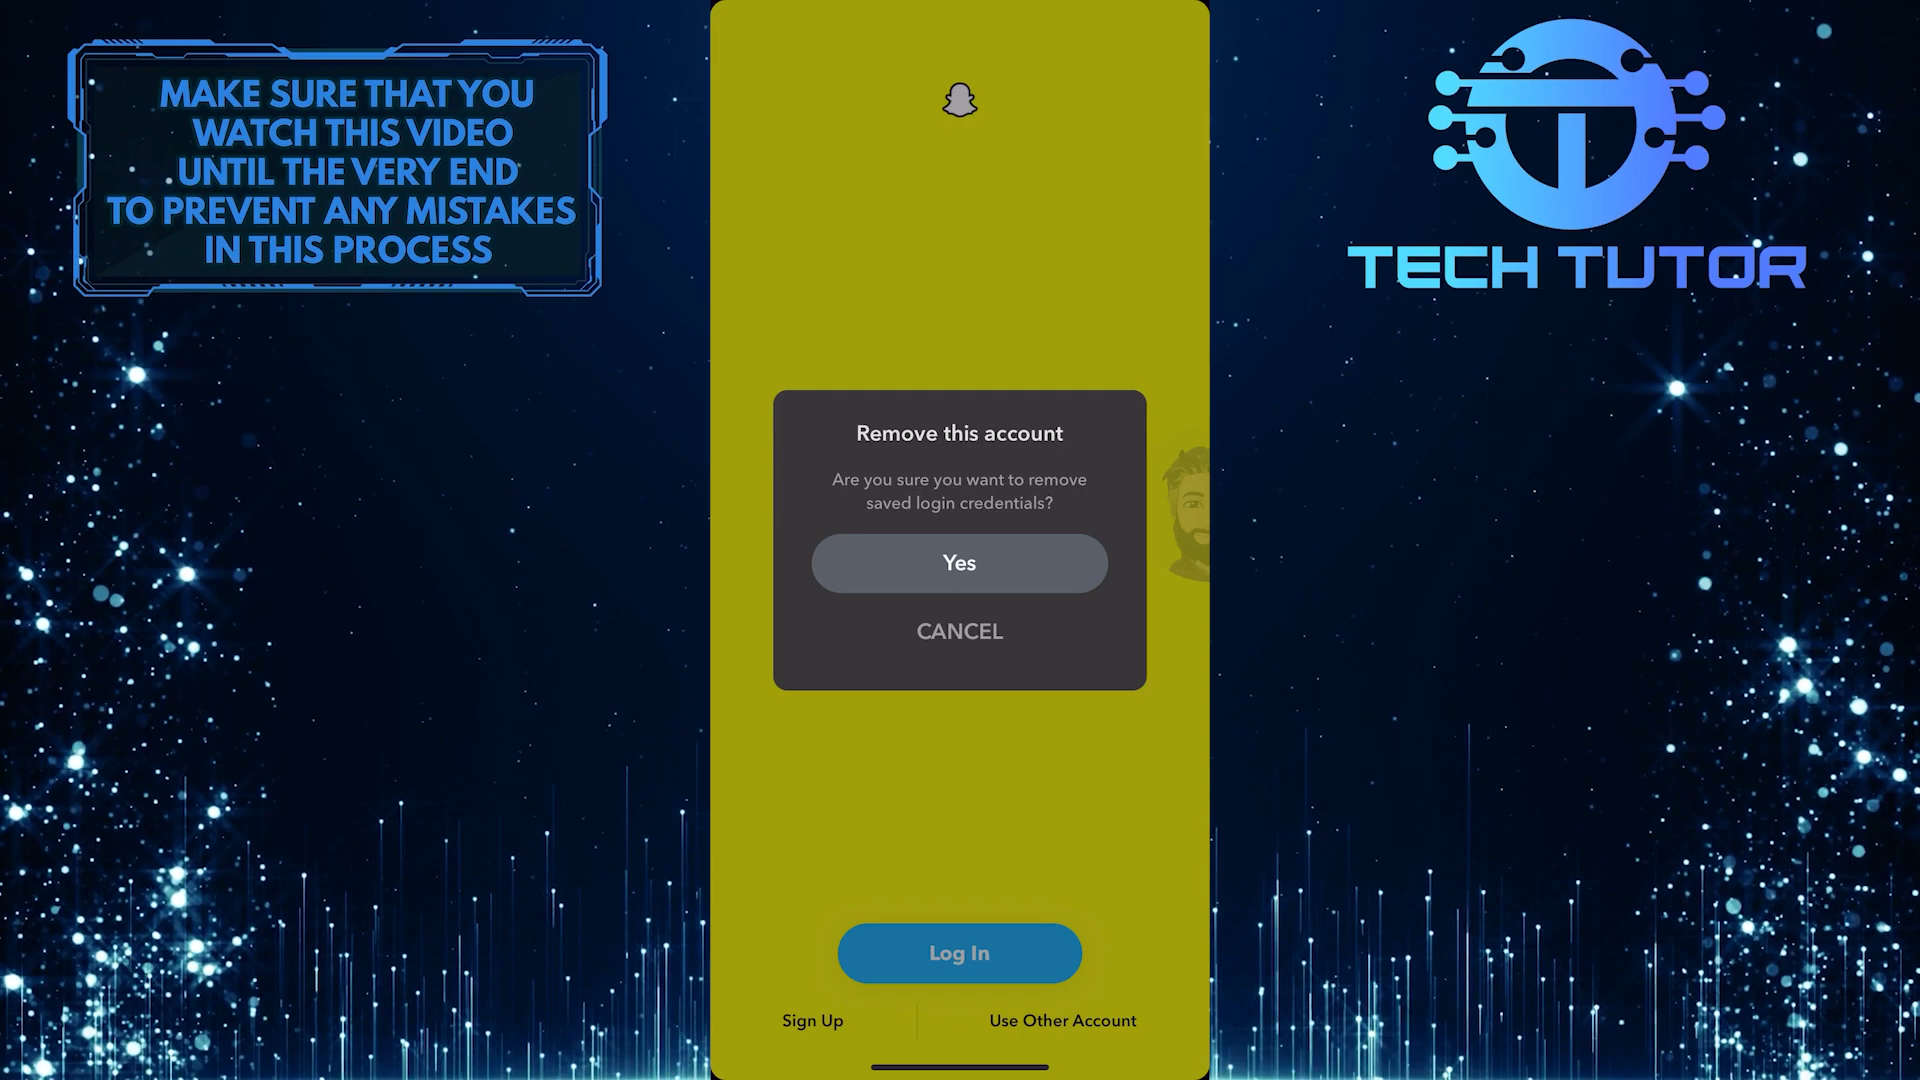 MAKE SURE THAT YOU
WATCH THIS VIDEO
UNTIL THE VERY END
TO PREVENT ANY MISTAKES
IN THIS PROCESS
TECH TUTOR
Remove this account
Are you sure you want to remove
saved login credentials?
Yes
CANCEL
Log In
Sign Up
Use Other Account